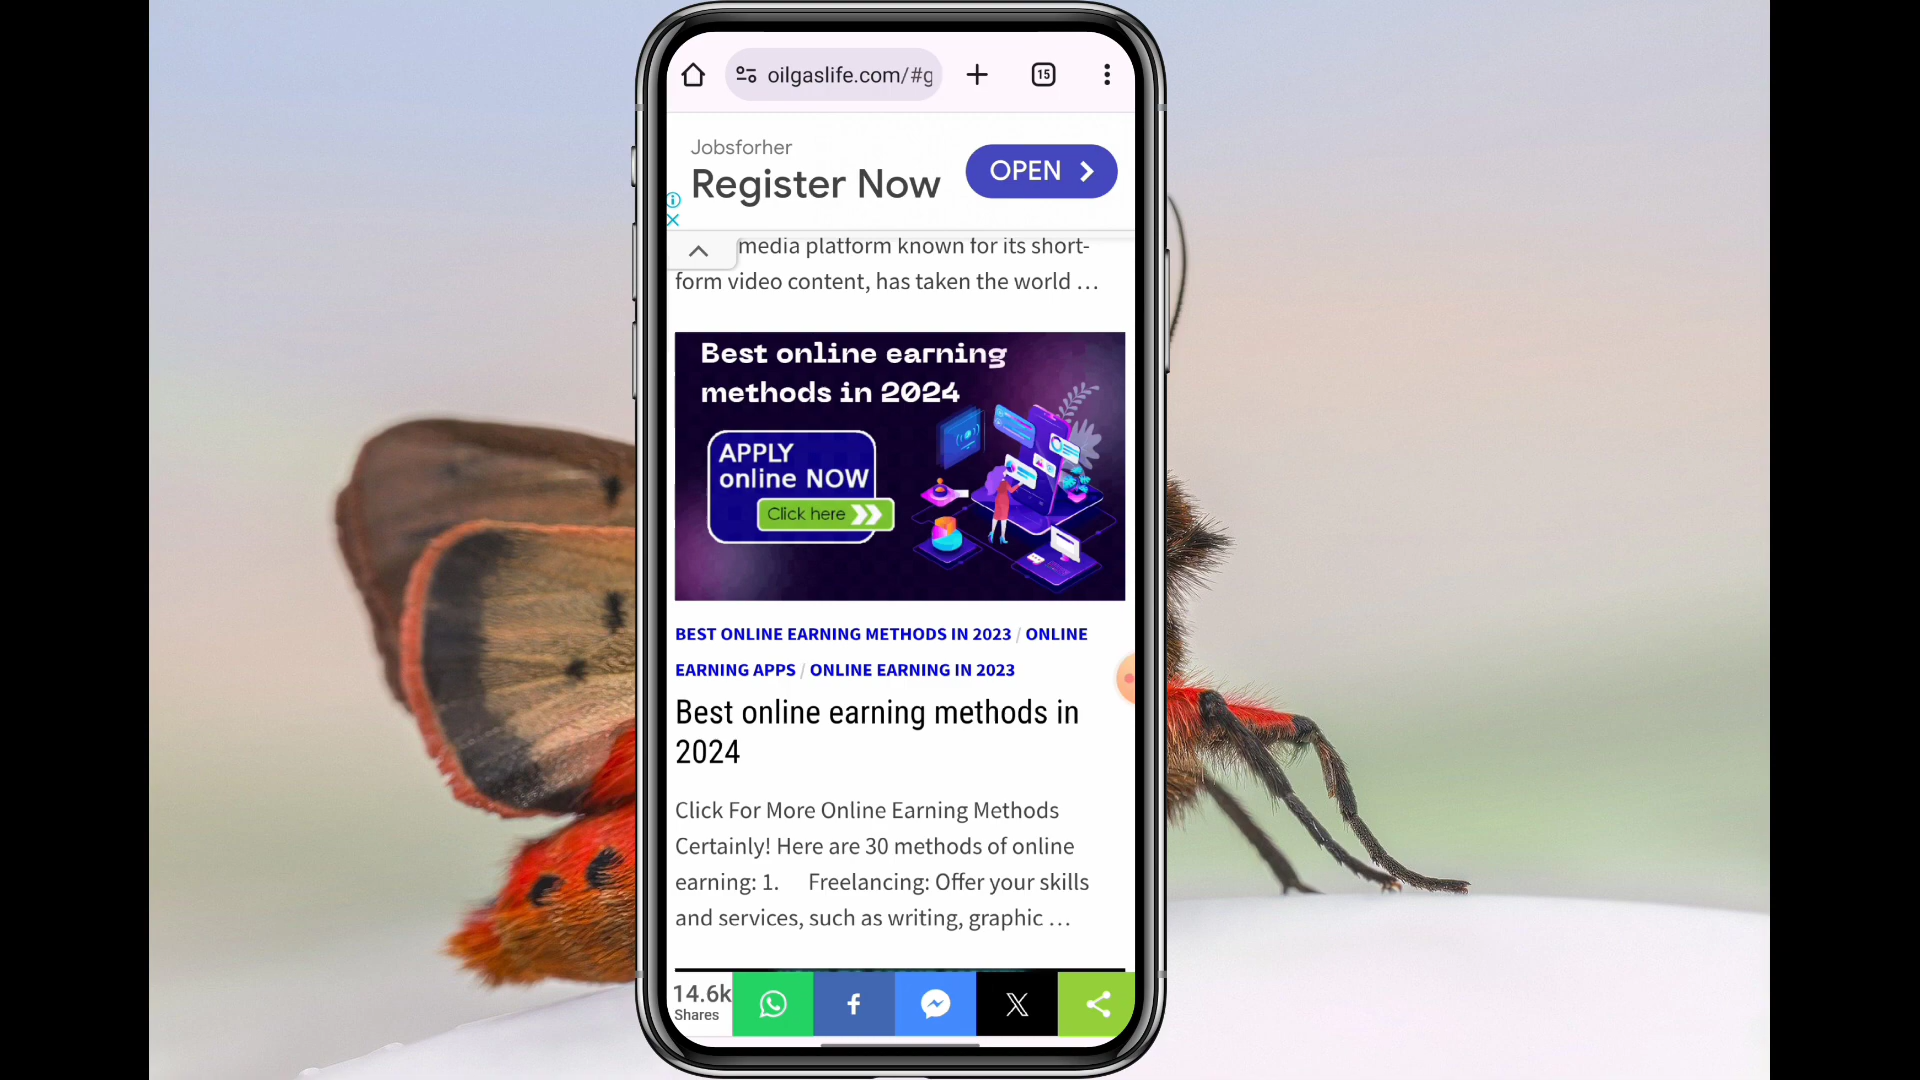 oilgaslife.com/#g
15
Jobsforher
Register Now
OPEN
media platform known for its short-
form video content, has taken the world ...
Best online earning
methods in 2024
APPLY
online NOW
Click here
BEST ONLINE EARNING METHODS IN 2023 / ONLINE
EARNING APPS / ONLINE EARNING IN 2023
Best online earning methods in
2024
Click For More Online Earning Methods
Certainly! Here are 30 methods of online
earning: 1. Freelancing: Offer your skills
and services, such as writing, graphic ...
14.6k
Shares